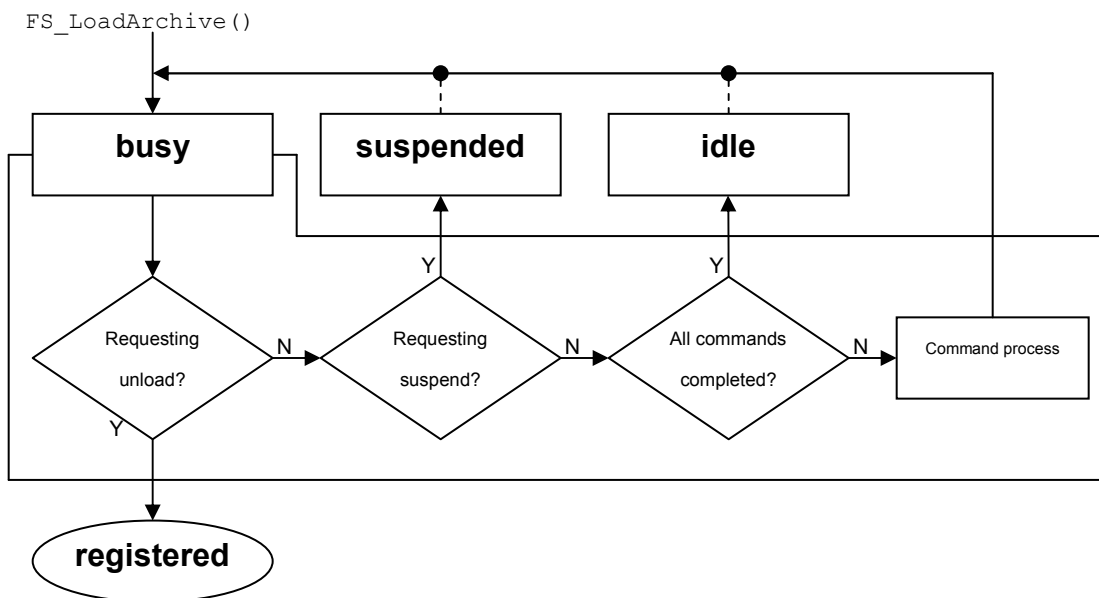 FS_LoadArchive()
busy
suspended
idle
Y
Y
Requesting
unload?
N
Requesting
suspend?
N
All commands
completed?
N
Command process
Y
registered